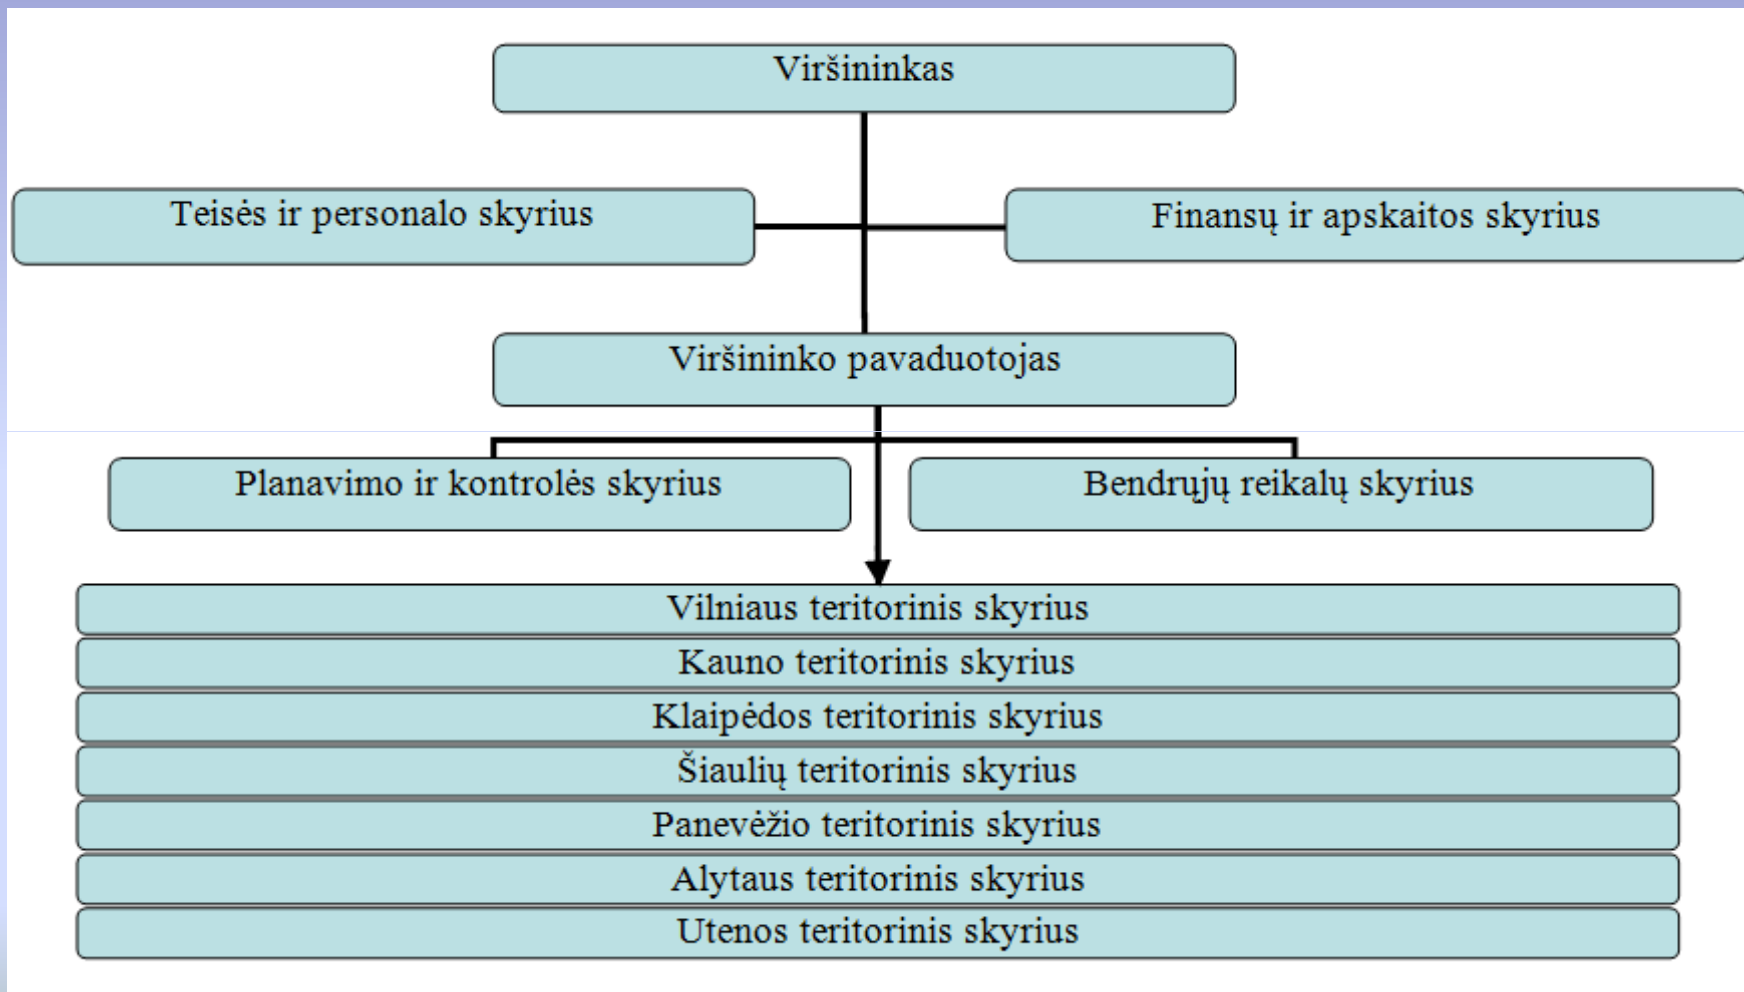 Viršininkas
Teisės ir personalo skyrius
Finansų ir apskaitos skyrius
Viršininko pavaduotojas
Planavimo ir kontrolės skyrius
Bendrųjų reikalų skyrius
Vilniaus teritorinis skyrius
Kauno teritorinis skyrius
Klaipėdos teritorinis skyrius
Šiaulių teritorinis skyrius
Panevėžio teritorinis skyrius
Alytaus teritorinis skyrius
Utenos teritorinis skyrius